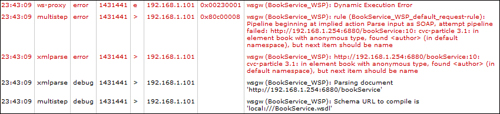 23:43:09 ws-proxy error 1431441 e 192.168.1.101 0x00230001 wsgw (BookService_WSP): Dynamic Execution Error
23:43:09 multistep error 1431441 > 192.168.1.101 0x80c00008 wsgw (BookService_WSP): rule (BookService_WSP_default_request-rule):
Pipeline beginning at implied action Parse input as SOAP, attempt pipeline
failed: http://192.168.1.254:6880/bookservice:10: cvc-particle 3.1: in
element book with anonymous type, found <author> (in default
namespace), but next item should be name
23:43:09 xmlparse error 1431441 > 192.168.1.101 wsgw (BookService_WSP): http://192.168.1.254:6880/bookservice:10:
cvc-particle 3.1: in element book with anonymous type, found <author> (in
default namespace), but next item should be name
23:43:09 xmlparse debug 1431441 > 192.168.1.101 wsgw (BookService_WSP): Parsing document
'http://192.168.1.254:6880/bookservice'
23:43:09 multistep debug 1431441 > 192.168.1.101 wsgw (BookService_WSP): Schema URL to compile is
'local:///BookService.wsdl'